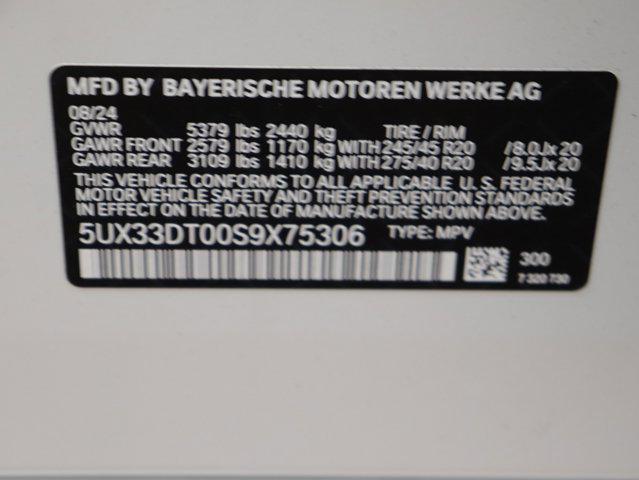 MFD BY BAYERISCHE MOTOREN WERKE AG
08/24
GVWR 5379 lbs 2440 kg TIRE / RIM
GAWR FRONT 2579 lbs 1170 kg WITH 245/45 R20 /8.0Jx20
GAWR REAR 3109 lbs 1410 kg WITH 275/40 R20 /9.5Jx20
THIS VEHICLE CONFORMS TO ALL APPLICABLE U. S. FEDERAL
MOTOR VEHICLE SAFETY AND THEFT PREVENTION STANDARDS
IN EFFECT ON THE DATE OF MANUFACTURE SHOWN ABOVE.
5UX33DT00S9X75306 TYPE: MPV
300
7 320 730